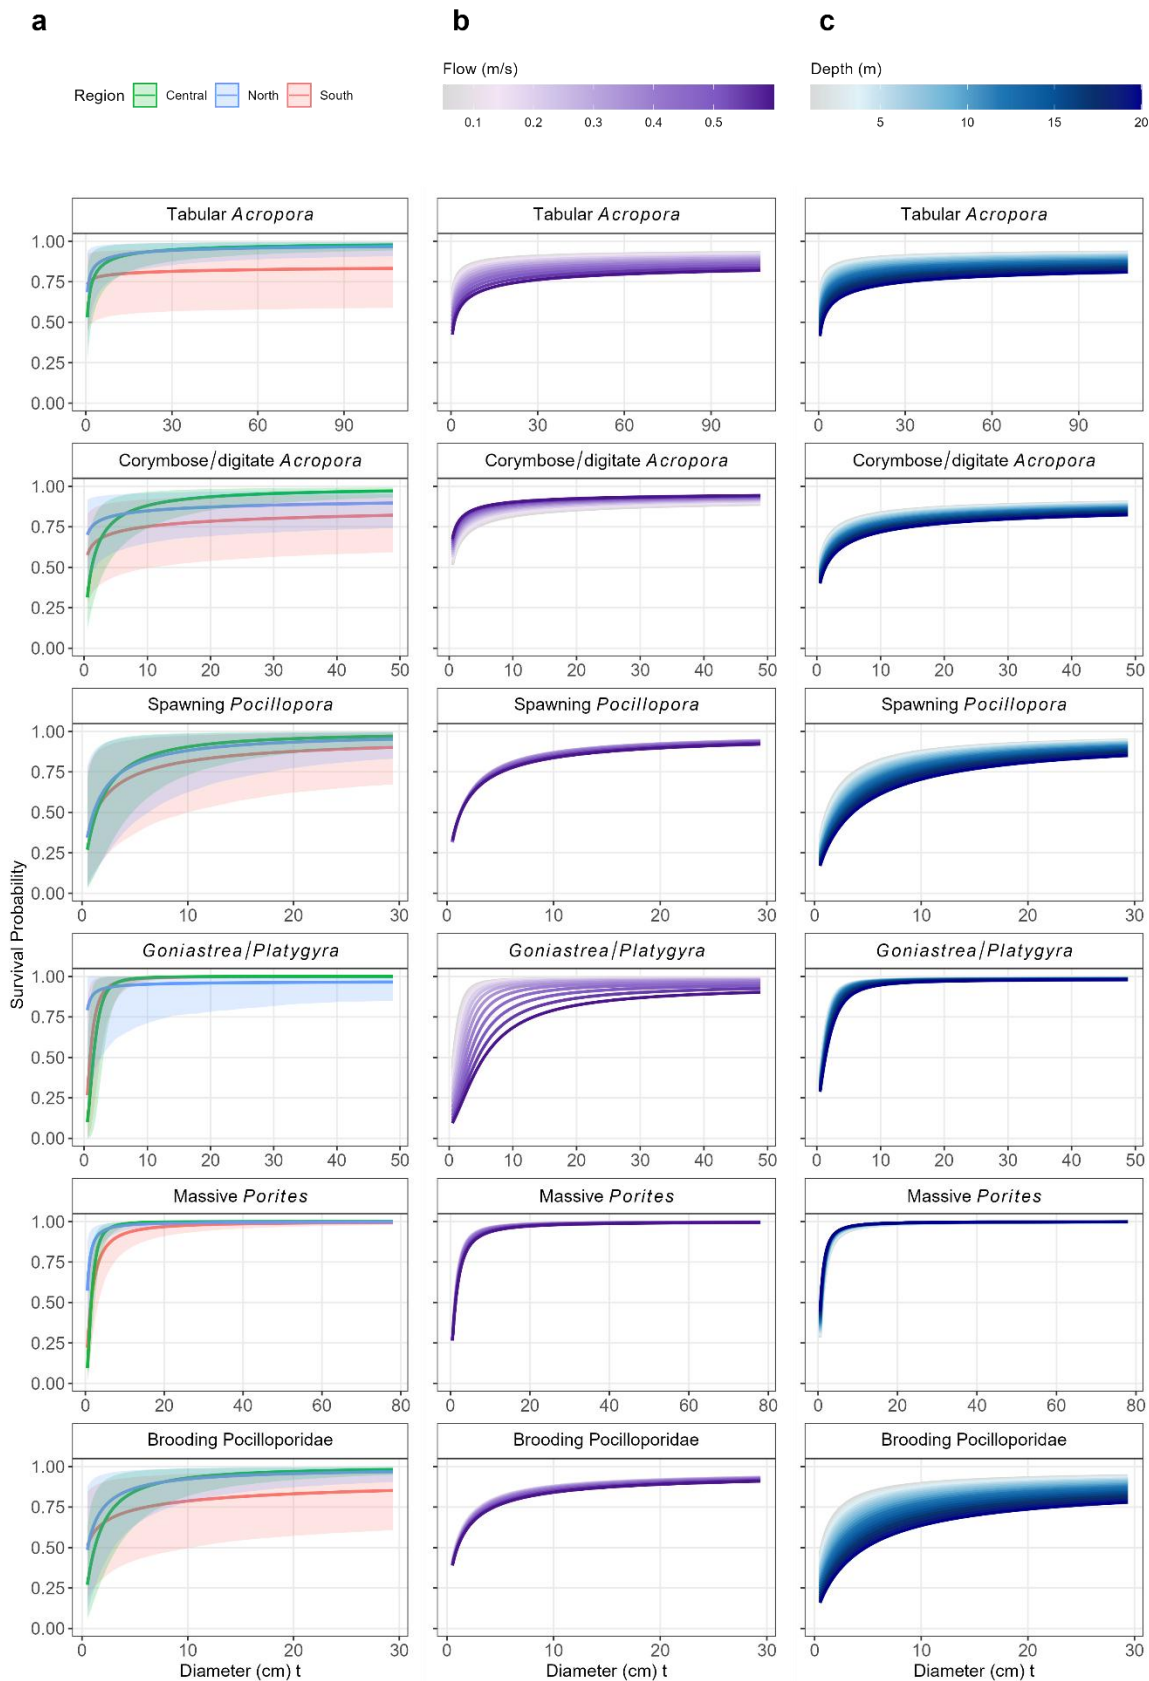 a
b
c
Region Central North South
Flow (m/s)
0.1 0.2 0.3 0.4 0.5
Depth (m)
5 10 15 20
Survival Probability
Tabular Acropora
1.00
0.75
0.50
0.25
0.00
0 30 60 90
Tabular Acropora
0 30 60 90
Tabular Acropora
0 30 60 90
Corymbose/digitate Acropora
1.00
0.75
0.50
0.25
0.00
0 10 20 30 40 50
Corymbose/digitate Acropora
0 10 20 30 40 50
Corymbose/digitate Acropora
0 10 20 30 40 50
Spawning Pocillopora
1.00
0.75
0.50
0.25
0.00
0 10 20 30
Spawning Pocillopora
0 10 20 30
Spawning Pocillopora
0 10 20 30
Goniastrea/Platygyra
1.00
0.75
0.50
0.25
0.00
0 10 20 30 40 50
Goniastrea/Platygyra
0 10 20 30 40 50
Goniastrea/Platygyra
0 10 20 30 40 50
Massive Porites
1.00
0.75
0.50
0.25
0.00
0 20 40 60 80
Massive Porites
0 20 40 60 80
Massive Porites
0 20 40 60 80
Brooding Pocilloporidae
1.00
0.75
0.50
0.25
0.00
0 10 20 30
Diameter (cm) t
Brooding Pocilloporidae
0 10 20 30
Diameter (cm) t
Brooding Pocilloporidae
0 10 20 30
Diameter (cm) t